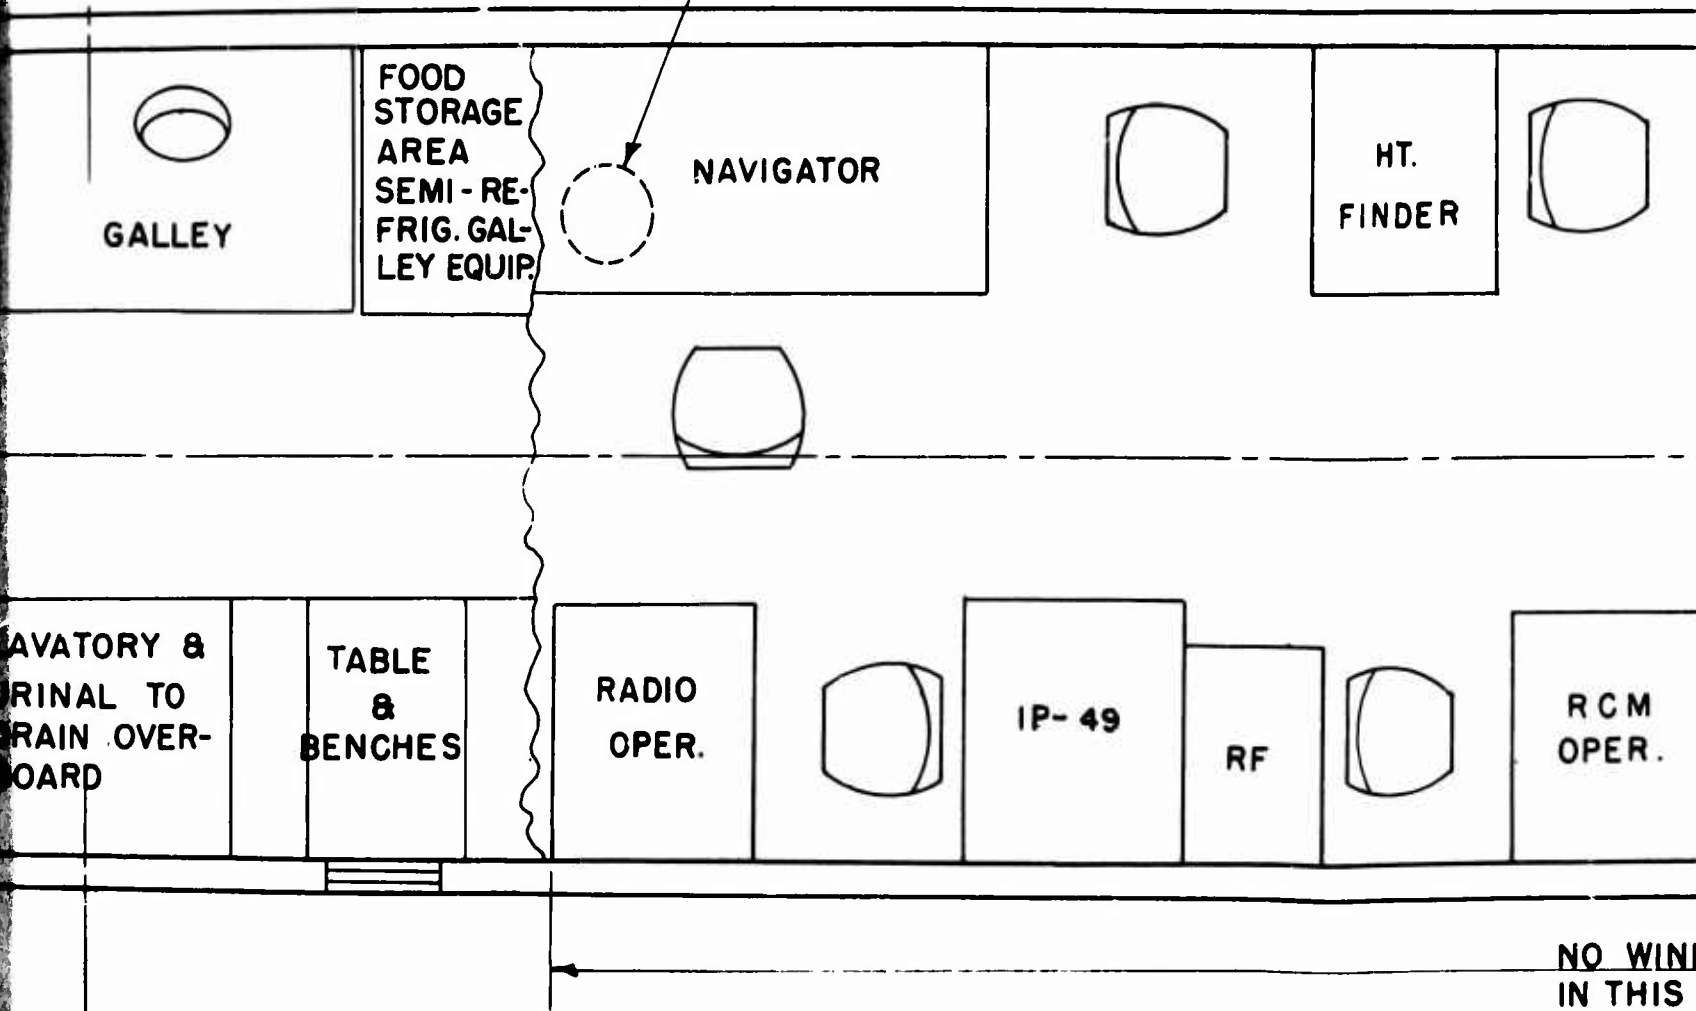 GALLEY
FOOD
STORAGE
AREA
SEMI-RE-
FRIG. GAL-
LEY EQUIP.
NAVIGATOR
HT.
FINDER
AVATORY &
RINAL TO
RAIN OVER-
OARD
TABLE
&
BENCHES
RADIO
OPER.
IP-49
RF
RCM
OPER.
NO WIN
IN THIS